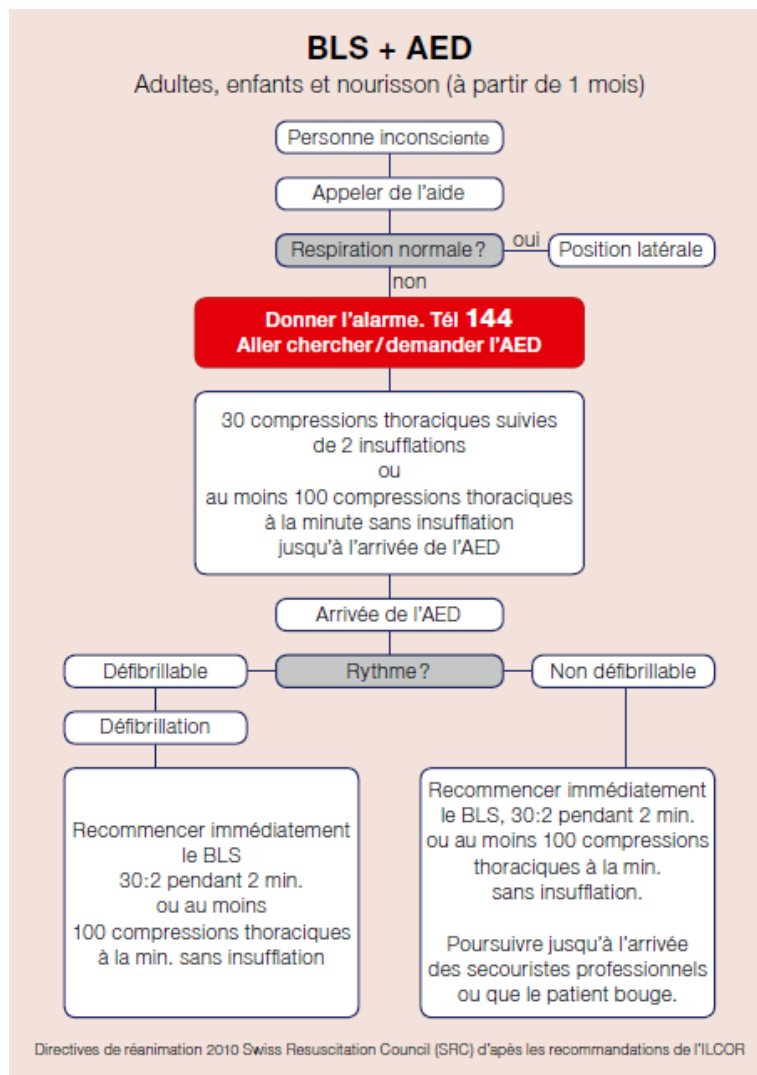 BLS + AED
Adultes, enfants et nourisson (à partir de 1 mois)
Personne inconsciente
Appeler de l'aide
Respiration normale ?
oui
Position latérale
non
Donner l'alarme. Tél 144
Aller chercher/demander l'AED
30 compressions thoraciques suivies
de 2 insufflations
ou
au moins 100 compressions thoraciques
à la minute sans insufflation
jusqu'à l'arrivée de l'AED
Arrivée de l'AED
Défibrillable
Rythme ?
Non défibrillable
Défibrillation
Recommencer immédiatement
le BLS
30:2 pendant 2 min.
ou au moins
100 compressions thoraciques
à la min. sans insufflation
Recommencer immédiatement
le BLS, 30:2 pendant 2 min.
ou au moins 100 compressions
thoraciques à la min.
sans insufflation.
Poursuivre jusqu'à l'arrivée
des secouristes professionnels
ou que le patient bouge.
Directives de réanimation 2010 Swiss Resuscitation Council (SRC) d'après les recommandations de l'ILCOR